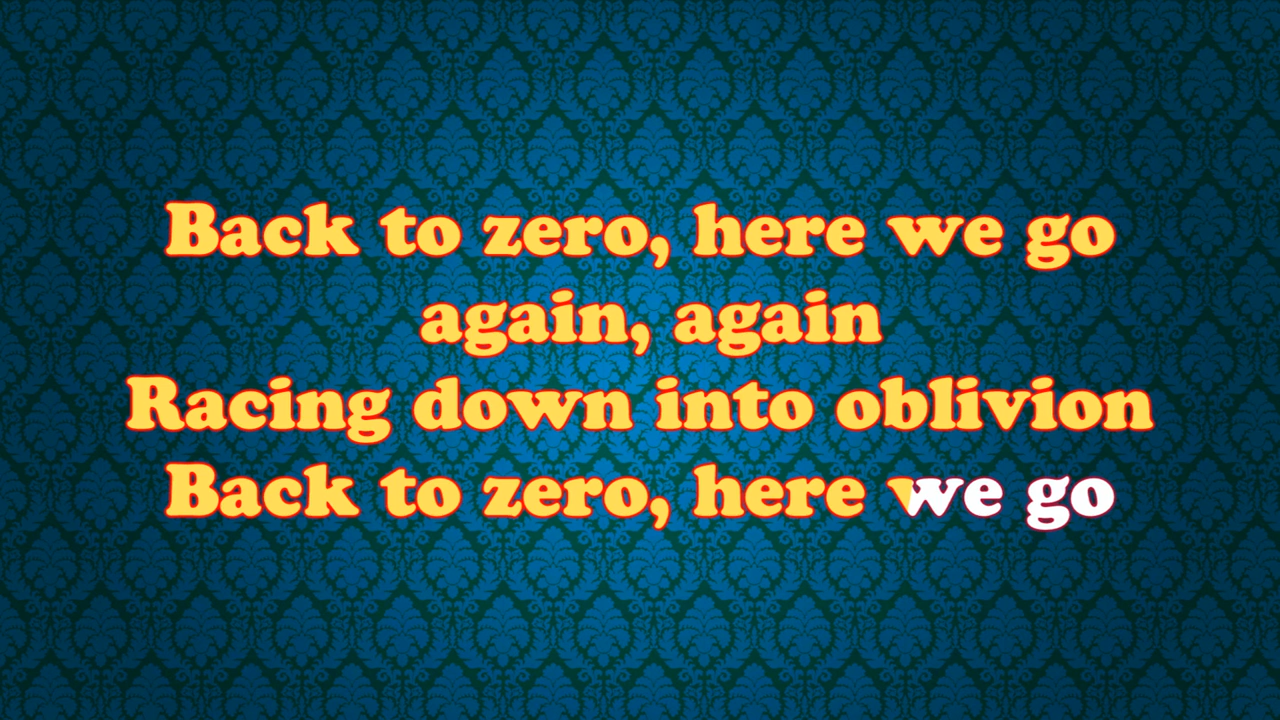 Back to zero, here we go
again, again
Racing down into oblivion
Back to zero, here we go